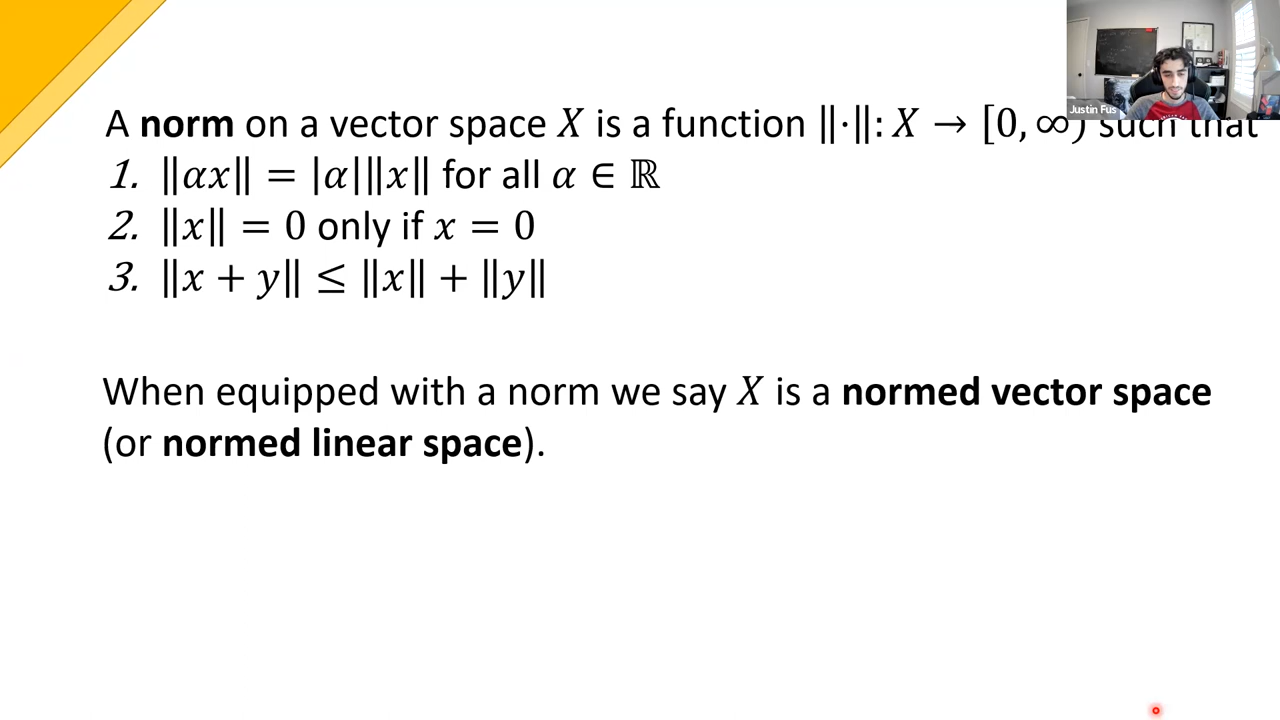 Justin Fus
A norm on a vector space X is a function ‖·‖: X → [0, ∞) such that
1. ‖αx‖ = |α|‖x‖ for all α ∈ ℝ
2. ‖x‖ = 0 only if x = 0
3. ‖x + y‖ ≤ ‖x‖ + ‖y‖
When equipped with a norm we say X is a normed vector space
(or normed linear space).